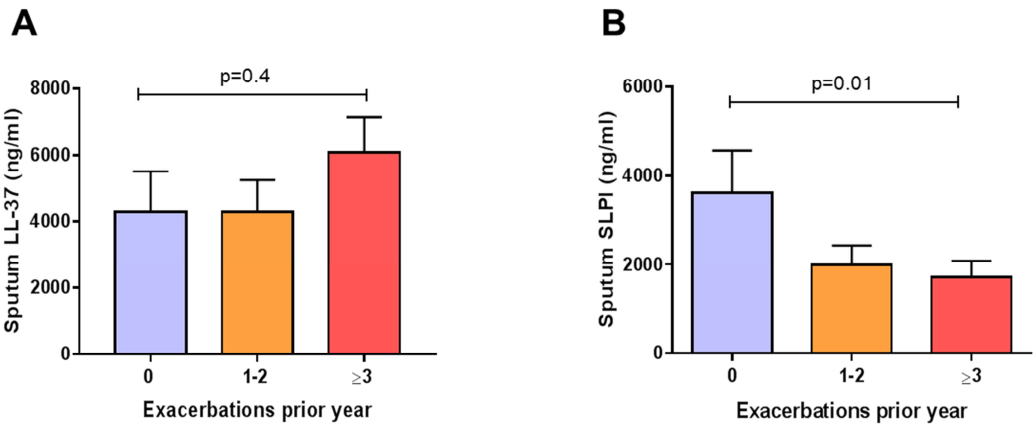 A
p=0.4
8000
6000
4000
2000
0
Sputum LL-37 (ng/ml)
0
1-2
≥3
Exacerbations prior year
B
p=0.01
6000
4000
2000
0
Sputum SLPI (ng/ml)
0
1-2
≥3
Exacerbations prior year